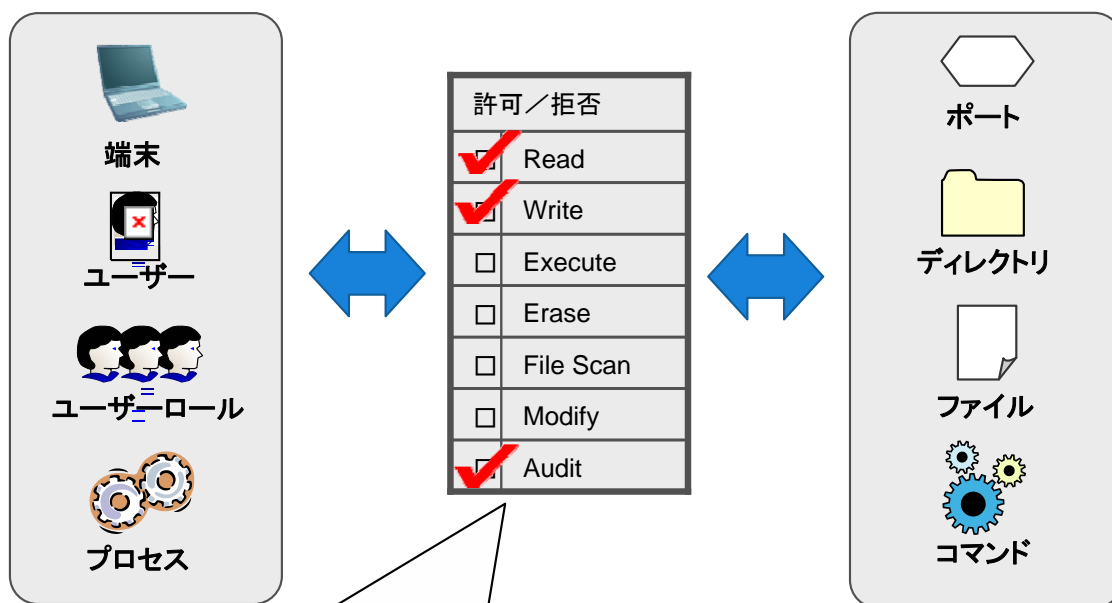 端末
ユーザー
ユーザーロール
プロセス
許可／拒否
Read
Write
Execute
Erase
File Scan
Modify
Audit
ポート
ディレクトリ
ファイル
コマンド